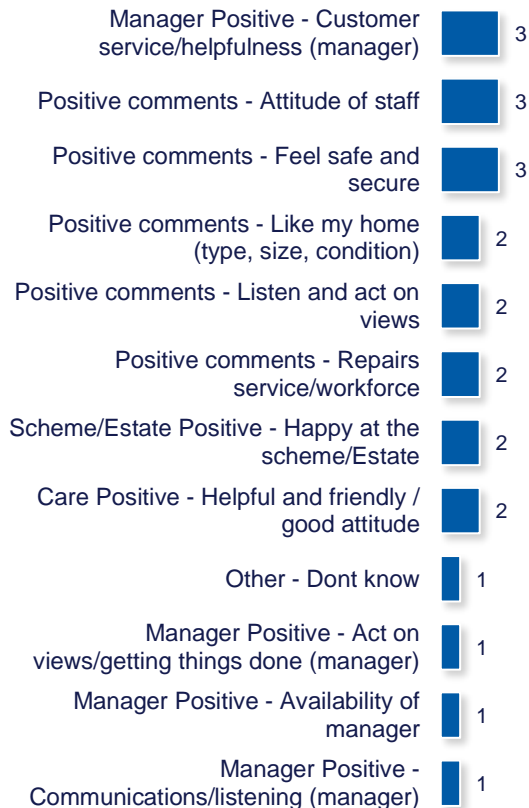 Manager Positive - Customer
service/helpfulness (manager)
3
Positive comments - Attitude of staff
3
Positive comments - Feel safe and
secure
3
Positive comments - Like my home
(type, size, condition)
2
Positive comments - Listen and act on
views
2
Positive comments - Repairs
service/workforce
2
Scheme/Estate Positive - Happy at the
scheme/Estate
2
Care Positive - Helpful and friendly /
good attitude
2
Other - Dont know
1
Manager Positive - Act on
views/getting things done (manager)
1
Manager Positive - Availability of
manager
1
Manager Positive -
Communications/listening (manager)
1